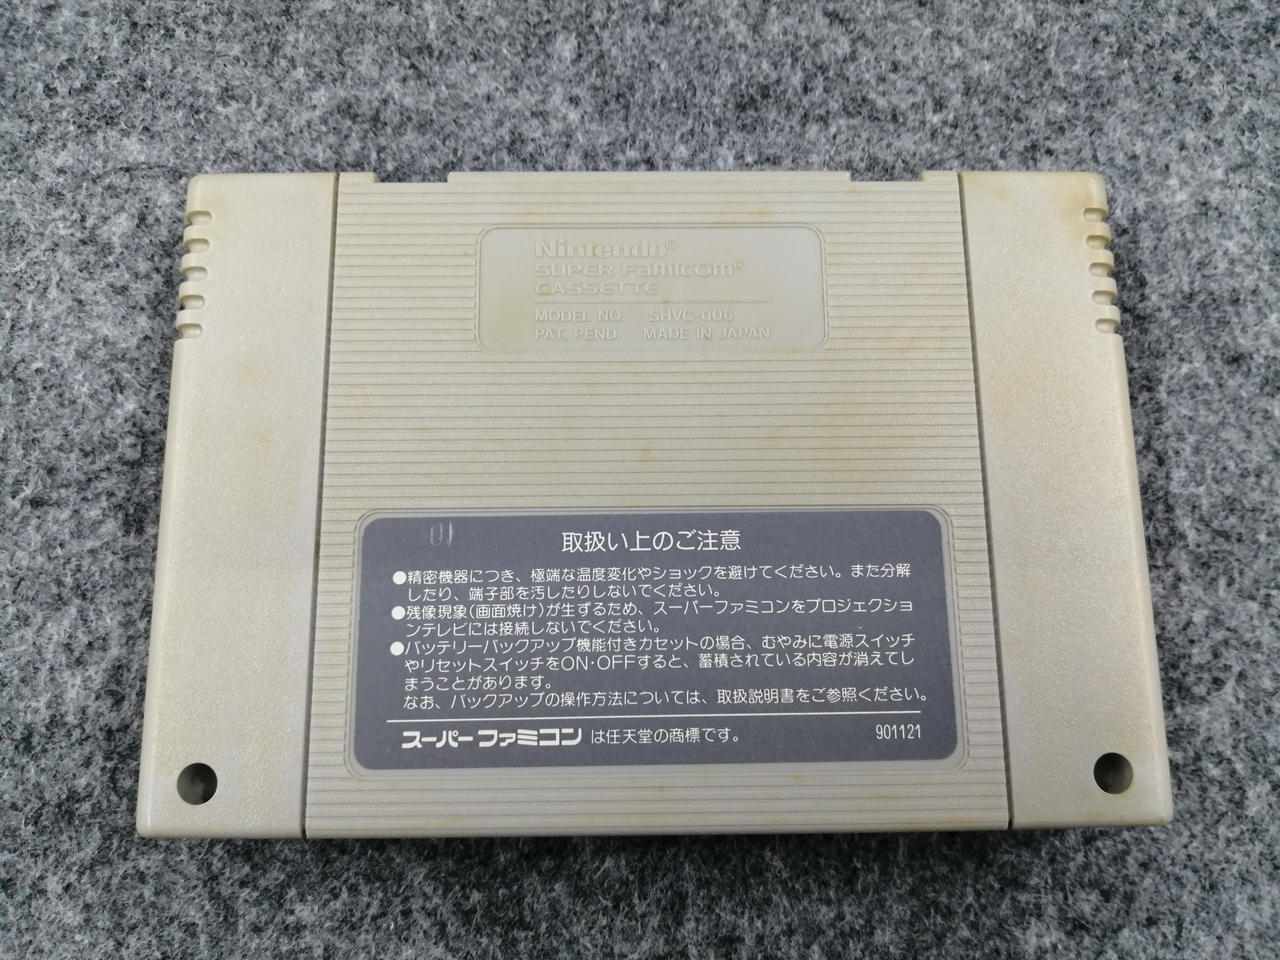 Nintendo®
SUPER Famicom®
CASSETTE
MODEL NO. SHVC-006
PAT. PEND. MADE IN JAPAN
01
取扱い上のご注意
●精密機器につき、極端な温度変化やショックを避けてください。また分解
したり、端子部を汚したりしないでください。
●残像現象(画面焼け)が生ずるため、スーパーファミコンをプロジェクショ
ンテレビには接続しないでください。
●バッテリーバックアップ機能付きカセットの場合、むやみに電源スイッチ
やリセットスイッチをON·OFFすると、蓄積されている内容が消えてし
まうことがあります。
なお、バックアップの操作方法については、取扱説明書をご参照ください。
スーパーファミコン は任天堂の商標です。 901121